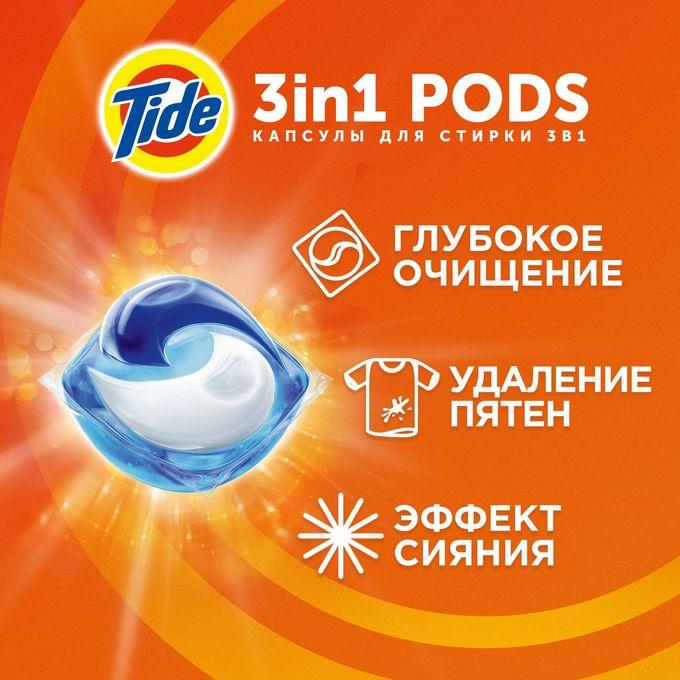 Tide
3in1 PODS
КАПСУЛЫ ДЛЯ СТИРКИ 3В1
ГЛУБОКОЕ
ОЧИЩЕНИЕ
УДАЛЕНИЕ
ПЯТЕН
ЭФФЕКТ
СИЯНИЯ